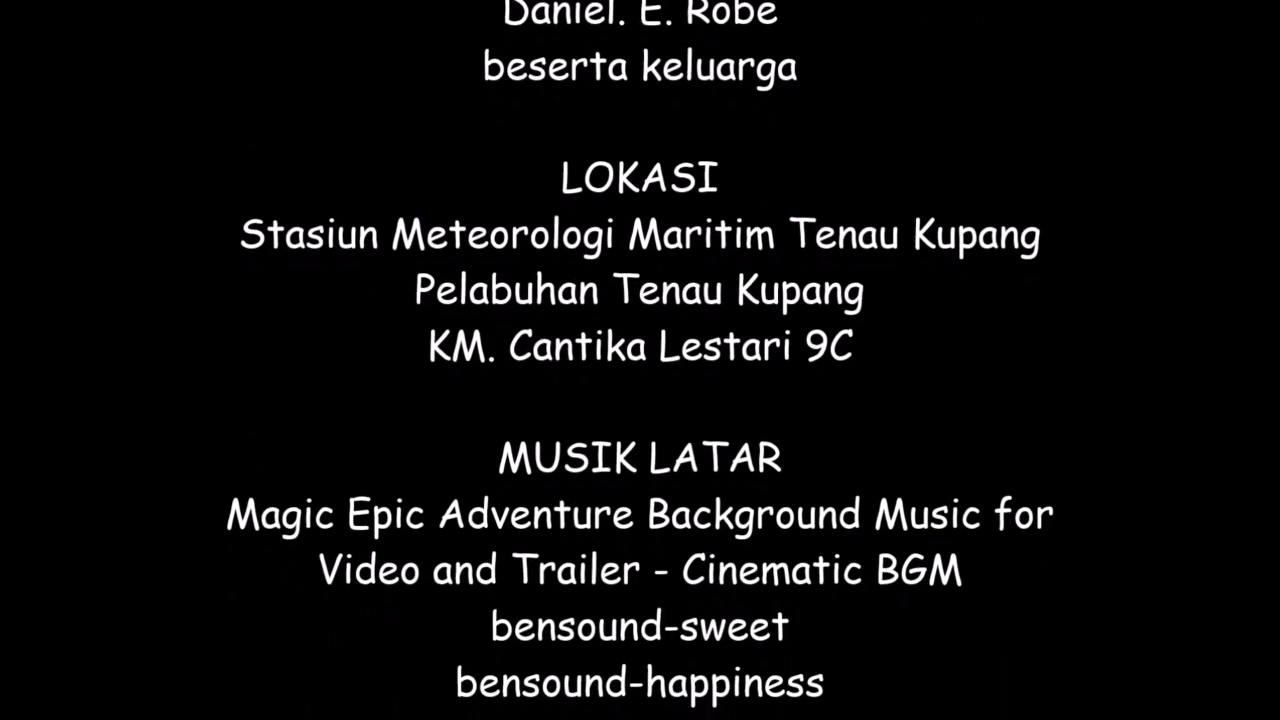 Daniel. E. Robe
beserta keluarga
LOKASI
Stasiun Meteorologi Maritim Tenau Kupang
Pelabuhan Tenau Kupang
KM. Cantika Lestari 9C
MUSIK LATAR
Magic Epic Adventure Background Music for
Video and Trailer - Cinematic BGM
bensound-sweet
bensound-happiness